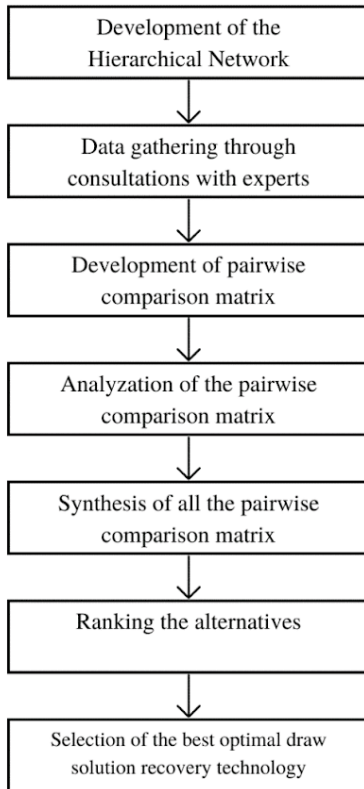 Development of the
Hierarchical Network
Data gathering through
consultations with experts
Development of pairwise
comparison matrix
Analyzation of the pairwise
comparison matrix
Synthesis of all the pairwise
comparison matrix
Ranking the alternatives
Selection of the best optimal draw
solution recovery technology